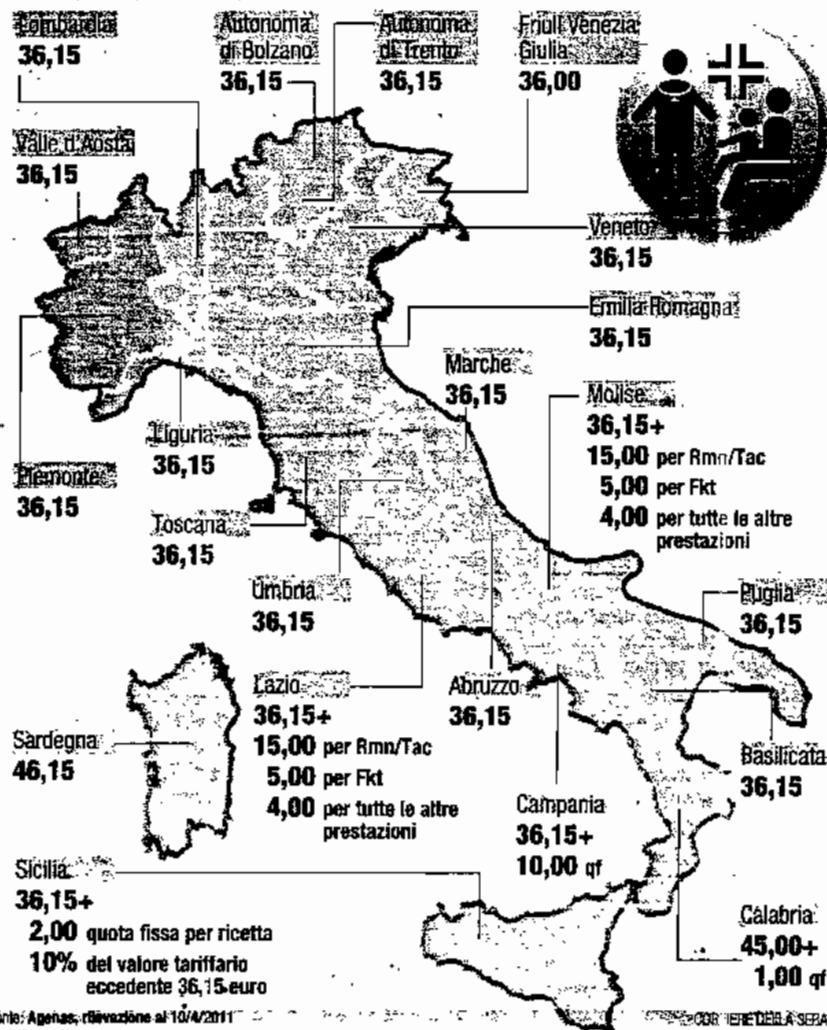 Lombardia
36,15
Autonoma
di Bolzano
36,15
Autonoma
di Trento
36,15
Friuli Venezia
Giulia
36,00
Valle d'Aosta
36,15
Veneto
36,15
Emilia Romagna
36,15
Marche
36,15
Molise
36,15+
15,00 per Rmn/Tac
5,00 per Fkt
4,00 per tutte le altre
prestazioni
Liguria
36,15
Piemonte
36,15
Toscana
36,15
Umbria
36,15
Puglia
36,15
Lazio
36,15+
15,00 per Rmn/Tac
5,00 per Fkt
4,00 per tutte le altre
prestazioni
Abruzzo
36,15
Sardegna
46,15
Basilicata
36,15
Campania
36,15+
10,00 qf
Sicilia
36,15+
2,00 quota fissa per ricetta
10% del valore tariffario
eccedente 36,15 euro
Calabria
45,00+
1,00 qf
nte: Agenas, rilevazione al 10/4/2011
CORRIERE DELLA SERA